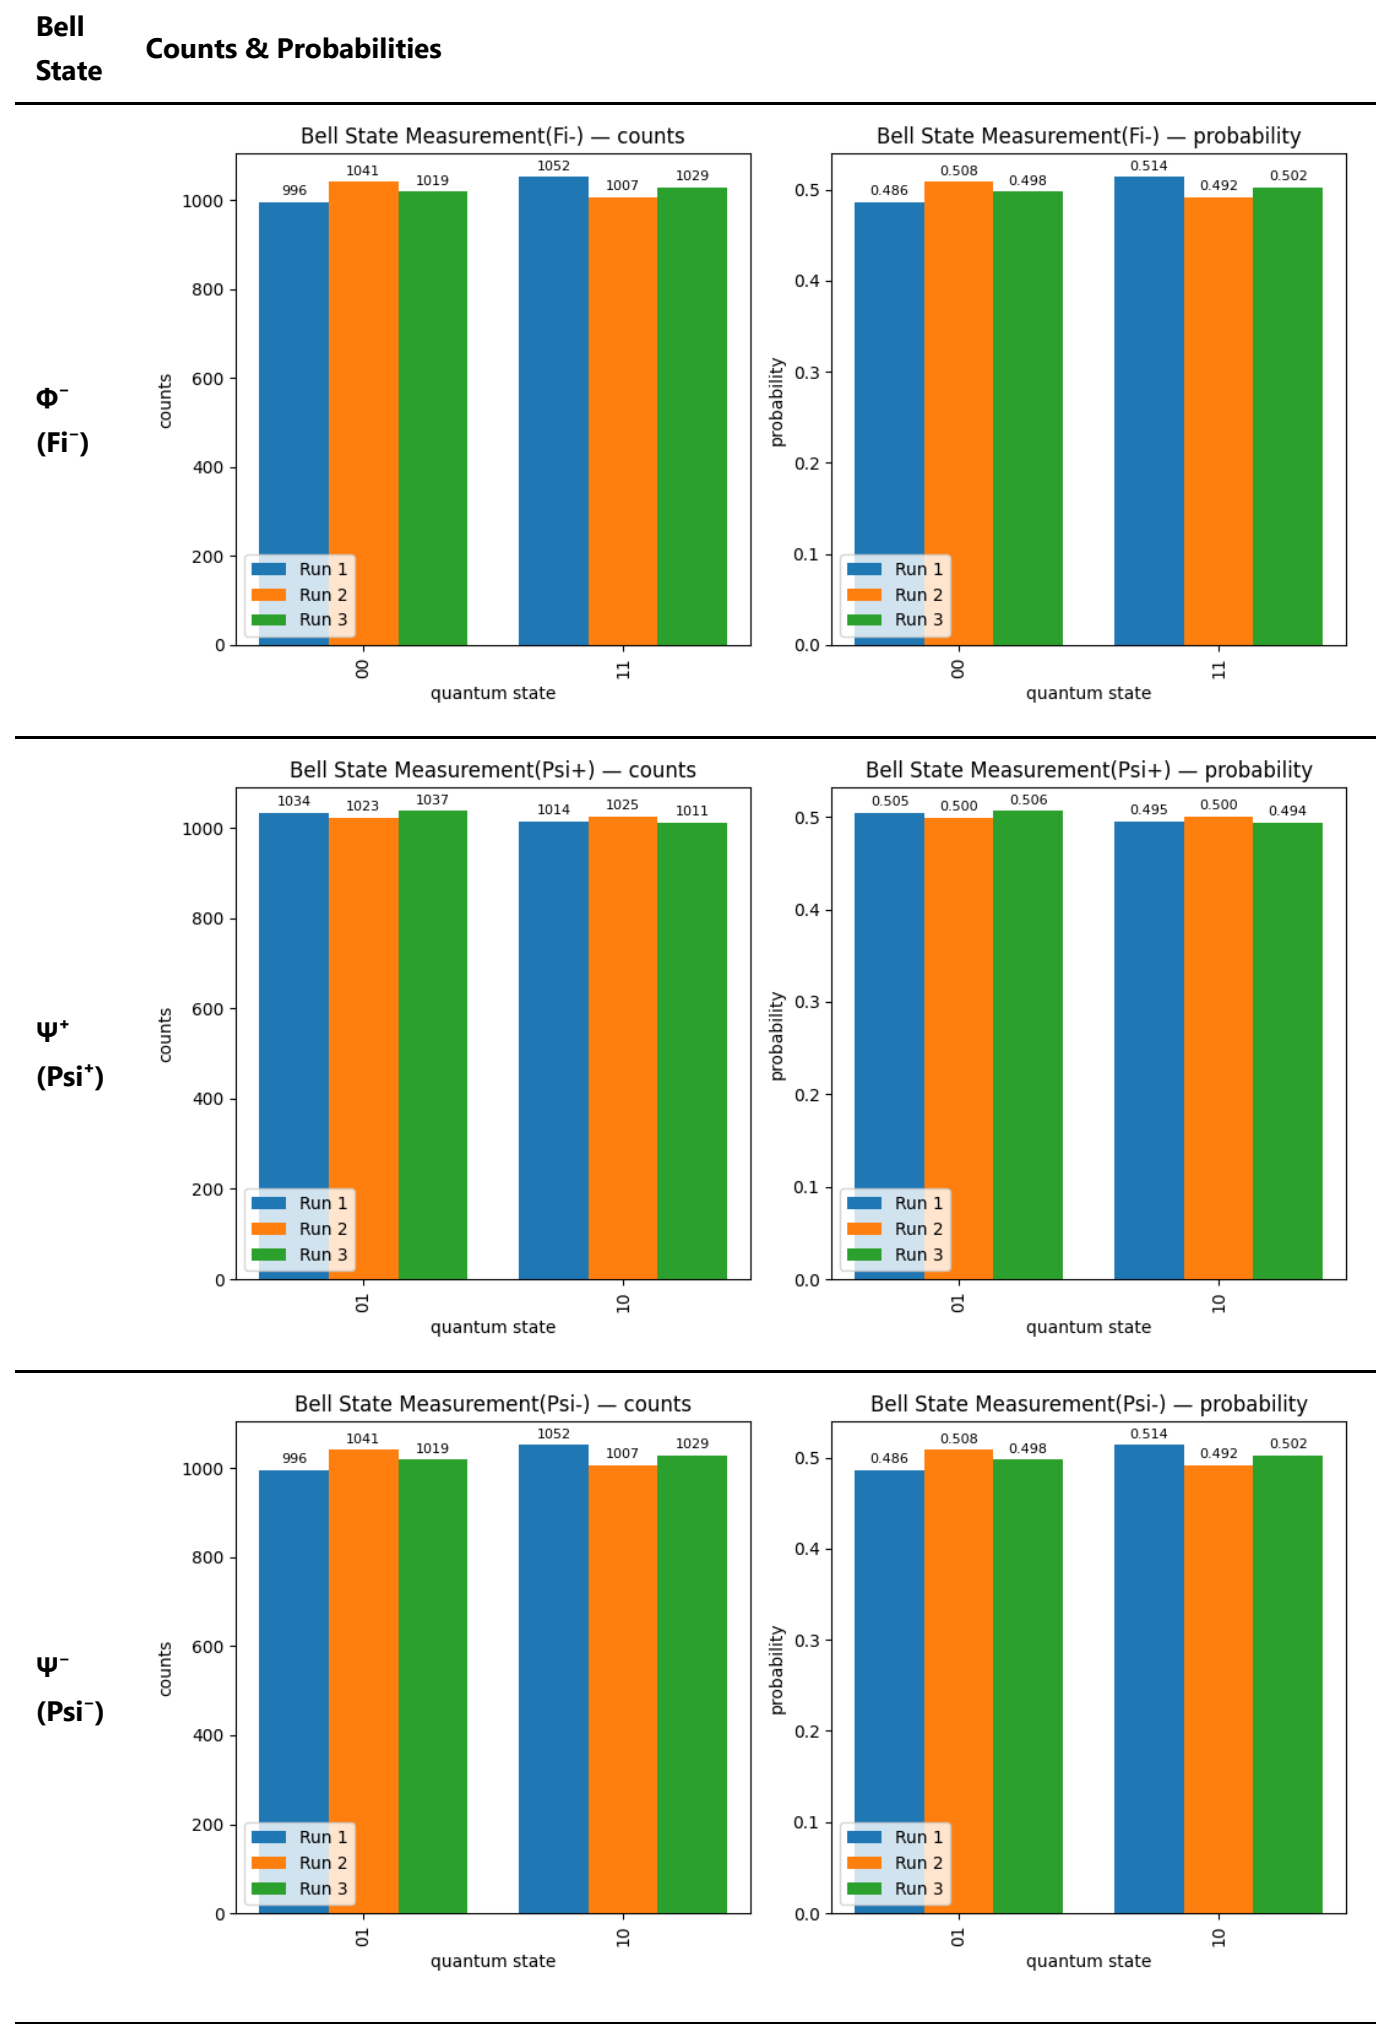 Bell
State
Counts & Probabilities
Φ⁻
(Fi⁻)
Bell State Measurement(Fi-) — counts
counts
1000
800
600
400
200
0
996
1041
1019
1052
1007
1029
Run 1
Run 2
Run 3
00
11
quantum state
Bell State Measurement(Fi-) — probability
probability
0.5
0.4
0.3
0.2
0.1
0.0
0.486
0.508
0.498
0.514
0.492
0.502
Run 1
Run 2
Run 3
00
11
quantum state
Ψ⁺
(Psi⁺)
Bell State Measurement(Psi+) — counts
counts
1000
800
600
400
200
0
1034
1023
1037
1014
1025
1011
Run 1
Run 2
Run 3
01
10
quantum state
Bell State Measurement(Psi+) — probability
probability
0.5
0.4
0.3
0.2
0.1
0.0
0.505
0.500
0.506
0.495
0.500
0.494
Run 1
Run 2
Run 3
01
10
quantum state
Ψ⁻
(Psi⁻)
Bell State Measurement(Psi-) — counts
counts
1000
800
600
400
200
0
996
1041
1019
1052
1007
1029
Run 1
Run 2
Run 3
01
10
quantum state
Bell State Measurement(Psi-) — probability
probability
0.5
0.4
0.3
0.2
0.1
0.0
0.486
0.508
0.498
0.514
0.492
0.502
Run 1
Run 2
Run 3
01
10
quantum state